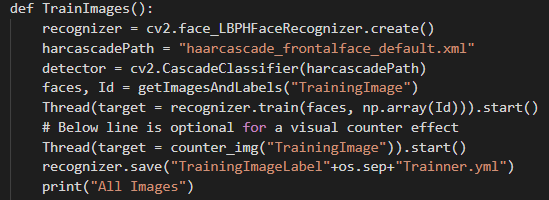 def TrainImages():
    recognizer = cv2.face_LBPHFaceRecognizer.create()
    harcascadePath = "haarcascade_frontalface_default.xml"
    detector = cv2.CascadeClassifier(harcascadePath)
    faces, Id = getImagesAndLabels("TrainingImage")
    Thread(target = recognizer.train(faces, np.array(Id))).start()
    # Below line is optional for a visual counter effect
    Thread(target = counter_img("TrainingImage")).start()
    recognizer.save("TrainingImageLabel"+os.sep+"Trainner.yml")
    print("All Images")